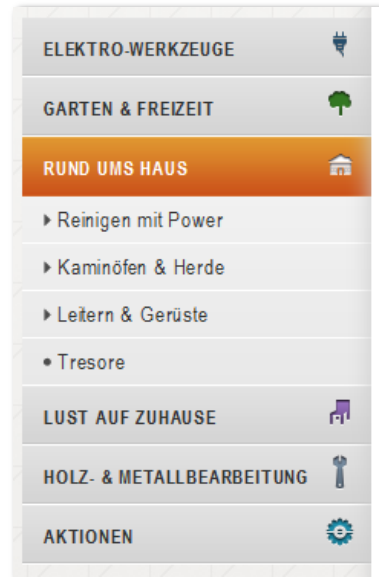 ELEKTRO-WERKZEUGE
GARTEN & FREIZEIT
RUND UMS HAUS
Reinigen mit Power
Kaminöfen & Herde
Leitern & Gerüste
Tresore
LUST AUF ZUHAUSE
HOLZ- & METALLBEARBEITUNG
AKTIONEN